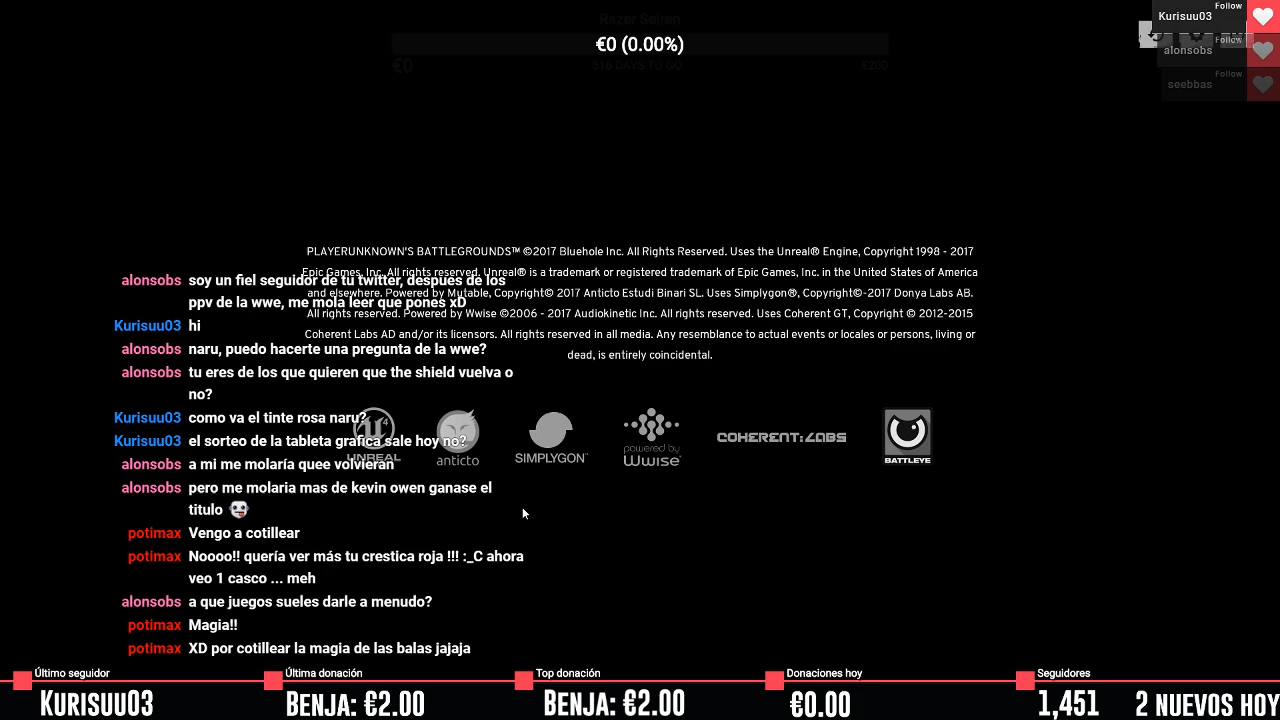 Razer Seiren
€0 (0.00%)
€0
516 DAYS TO GO
€200
Follow
Kurisuu03
Follow
alonsobs
Follow
seebbas
PLAYERUNKNOWN'S BATTLEGROUNDS™ ©2017 Bluehole Inc. All Rights Reserved. Uses the Unreal® Engine, Copyright 1998 - 2017
Epic Games, Inc. All rights reserved. Unreal® is a trademark or registered trademark of Epic Games, Inc. in the United States of America
and elsewhere. Powered by Mutable, Copyright© 2017 Anticto Estudi Binari SL. Uses Simplygon®, Copyright©-2017 Donya Labs AB.
All rights reserved. Powered by Wwise ©2006 - 2017 Audiokinetic Inc. All rights reserved. Uses Coherent GT, Copyright © 2012-2015
Coherent Labs AD and/or its licensors. All rights reserved in all media. Any resemblance to actual events or locales or persons, living or
dead, is entirely coincidental.
alonsobs soy un fiel seguidor de tu twitter, después de los
ppv de la wwe, me mola leer que pones xD
Kurisuu03 hi
alonsobs naru, puedo hacerte una pregunta de la wwe?
alonsobs tu eres de los que quieren que the shield vuelva o
no?
Kurisuu03 como va el tinte rosa naru?
Kurisuu03 el sorteo de la tableta grafica sale hoy no?
alonsobs a mi me molaría quee volvieran
alonsobs pero me molaria mas de kevin owen ganase el
titulo
potimax Vengo a cotillear
potimax Noooo!! quería ver más tu crestica roja !!! :_C ahora
veo 1 casco ... meh
alonsobs a que juegos sueles darle a menudo?
potimax Magia!!
potimax XD por cotillear la magia de las balas jajaja
UNREAL
anticto
SIMPLYGON
powered by
Wwise
COHERENT:LABS
BATTLEYE
Último seguidor
KURISUU03
Última donación
BENJA: €2.00
Top donación
BENJA: €2.00
Donaciones hoy
€0.00
Seguidores
1,451
2 NUEVOS HOY